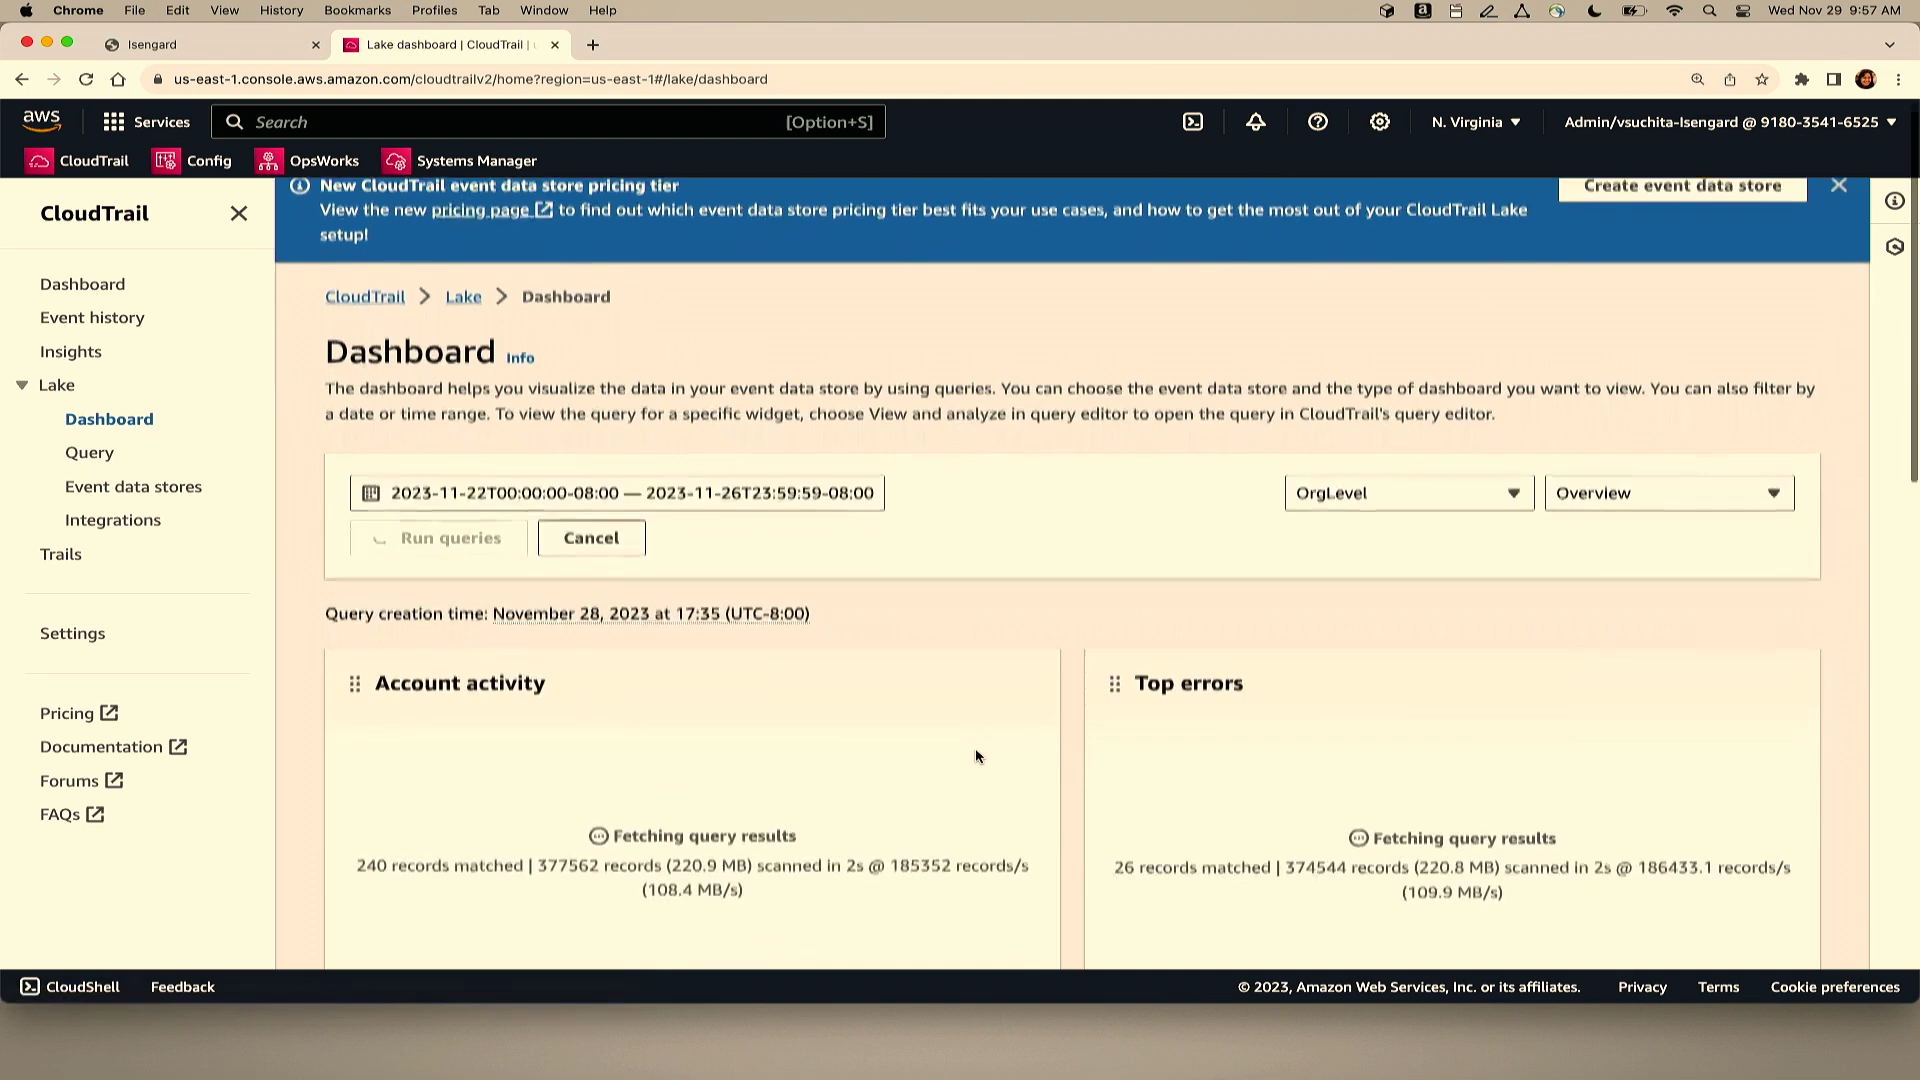 Chrome File Edit View History Bookmarks Profiles Tab Window Help Wed Nov 29 9:57 AM
Isengard
Lake dashboard | CloudTrail |
us-east-1.console.aws.amazon.com/cloudtrailv2/home?region=us-east-1#/lake/dashboard
aws Services Search [Option+S] N. Virginia Admin/vsuchita-Isengard @ 9180-3541-6525
CloudTrail Config OpsWorks Systems Manager
CloudTrail
Dashboard
Event history
Insights
Lake
Dashboard
Query
Event data stores
Integrations
Trails
Settings
Pricing
Documentation
Forums
FAQs
New CloudTrail event data store pricing tier
View the new pricing page to find out which event data store pricing tier best fits your use cases, and how to get the most out of your CloudTrail Lake
setup!
Create event data store
CloudTrail Lake Dashboard
Dashboard Info
The dashboard helps you visualize the data in your event data store by using queries. You can choose the event data store and the type of dashboard you want to view. You can also filter by
a date or time range. To view the query for a specific widget, choose View and analyze in query editor to open the query in CloudTrail's query editor.
2023-11-22T00:00:00-08:00 — 2023-11-26T23:59:59-08:00
OrgLevel
Overview
Run queries
Cancel
Query creation time: November 28, 2023 at 17:35 (UTC-8:00)
Account activity
Fetching query results
240 records matched | 377562 records (220.9 MB) scanned in 2s @ 185352 records/s
(108.4 MB/s)
Top errors
Fetching query results
26 records matched | 374544 records (220.8 MB) scanned in 2s @ 186433.1 records/s
(109.9 MB/s)
CloudShell Feedback © 2023, Amazon Web Services, Inc. or its affiliates. Privacy Terms Cookie preferences